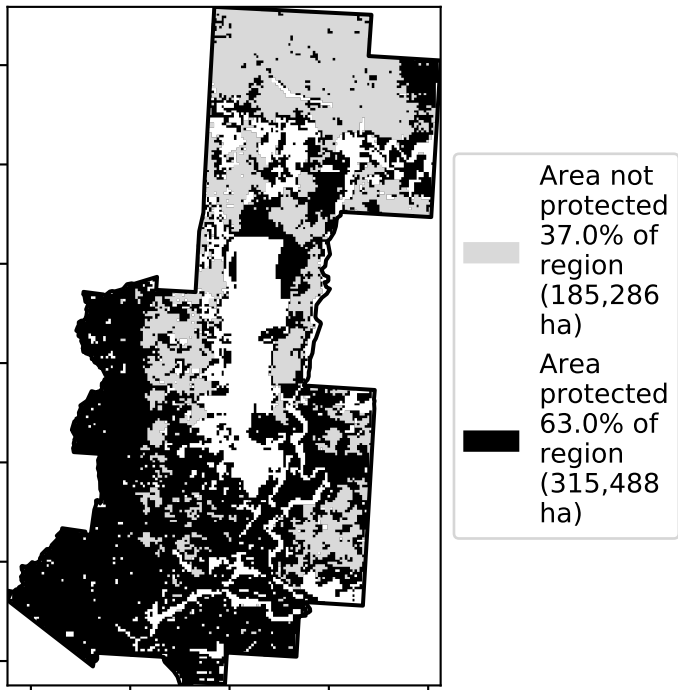 Area not
protected
37.0% of
region
(185,286
ha)
Area
protected
63.0% of
region
(315,488
ha)